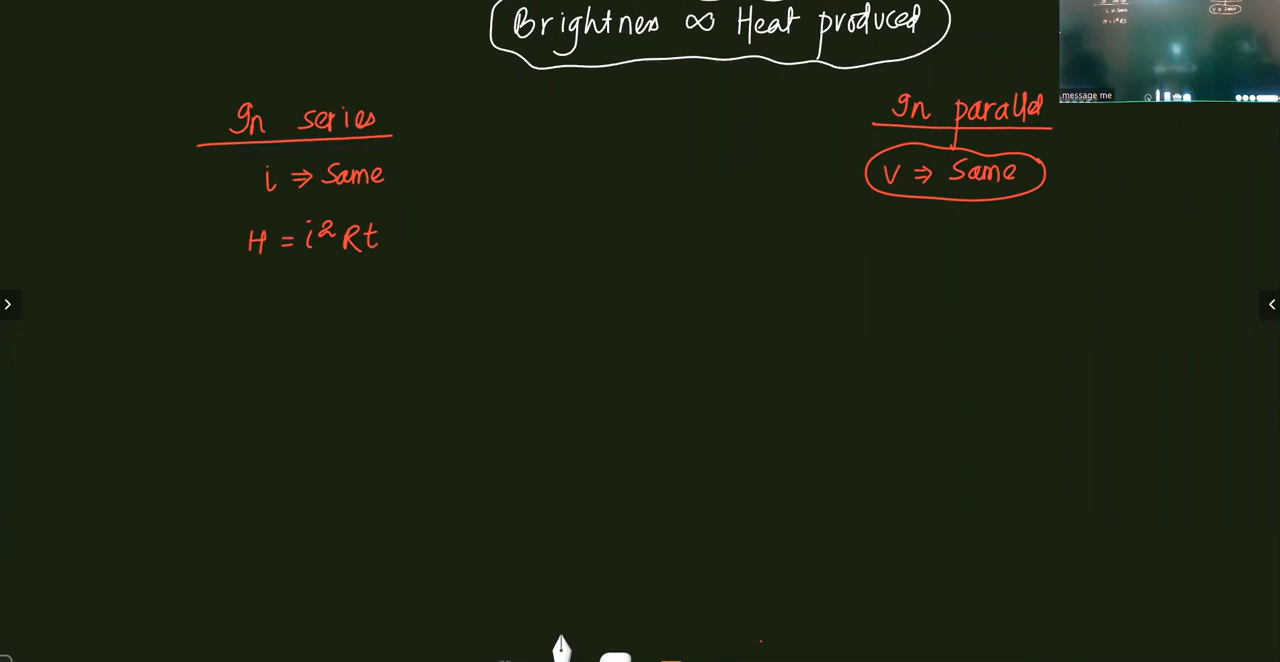 Brightness ∝ Heat produced
In series
i ⇒ Same
H = i²Rt
In parallel
V ⇒ Same
message me